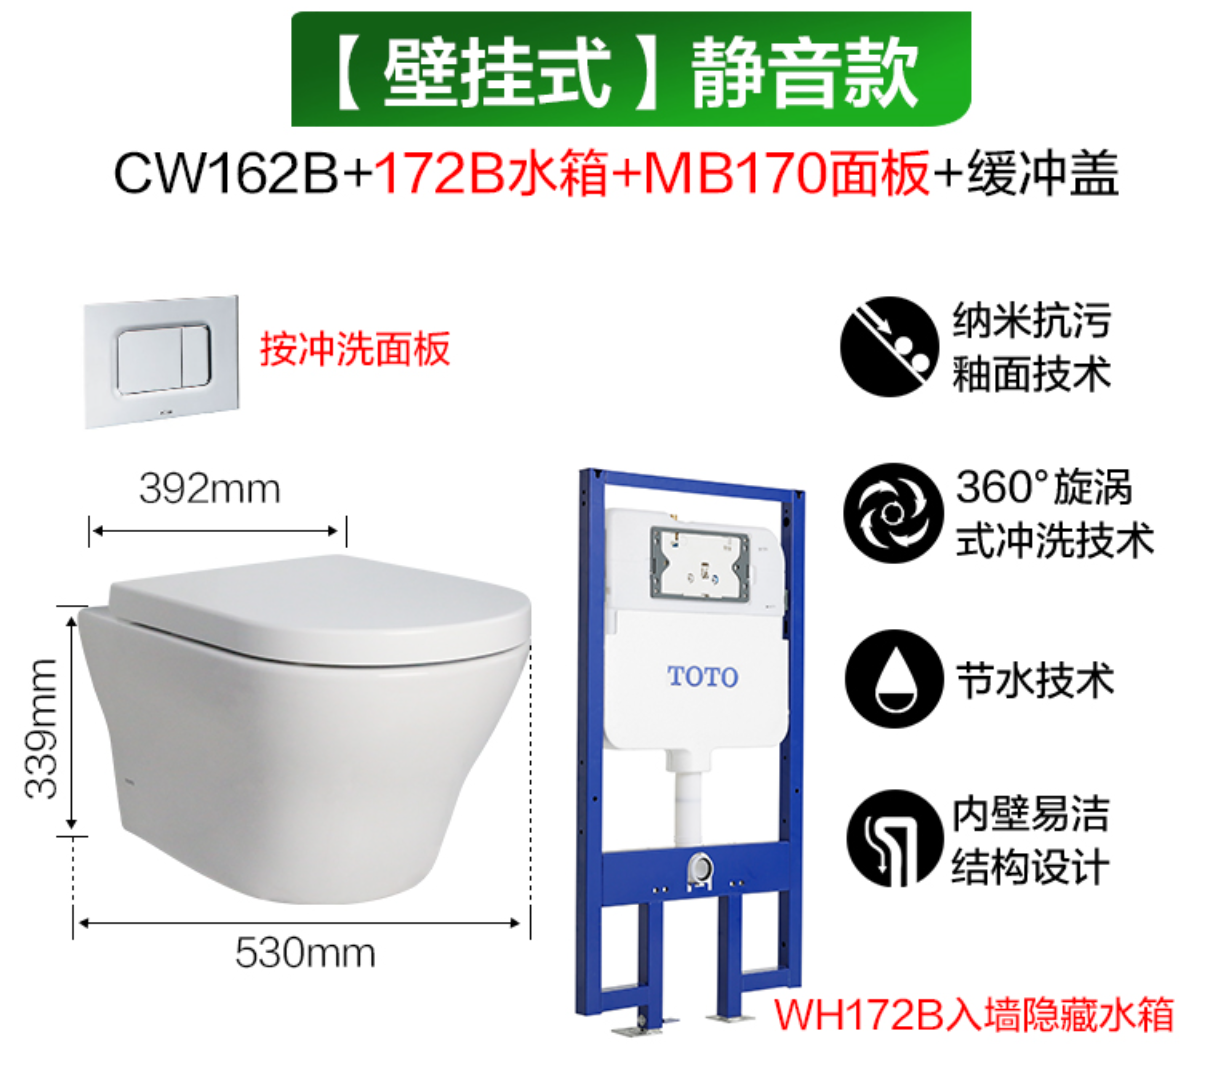 【壁挂式】静音款
CW162B+172B水箱+MB170面板+缓冲盖
按冲洗面板
纳米抗污
釉面技术
392mm
360°旋涡
式冲洗技术
339mm
TOTO
节水技术
内壁易洁
结构设计
530mm
WH172B入墙隐藏水箱